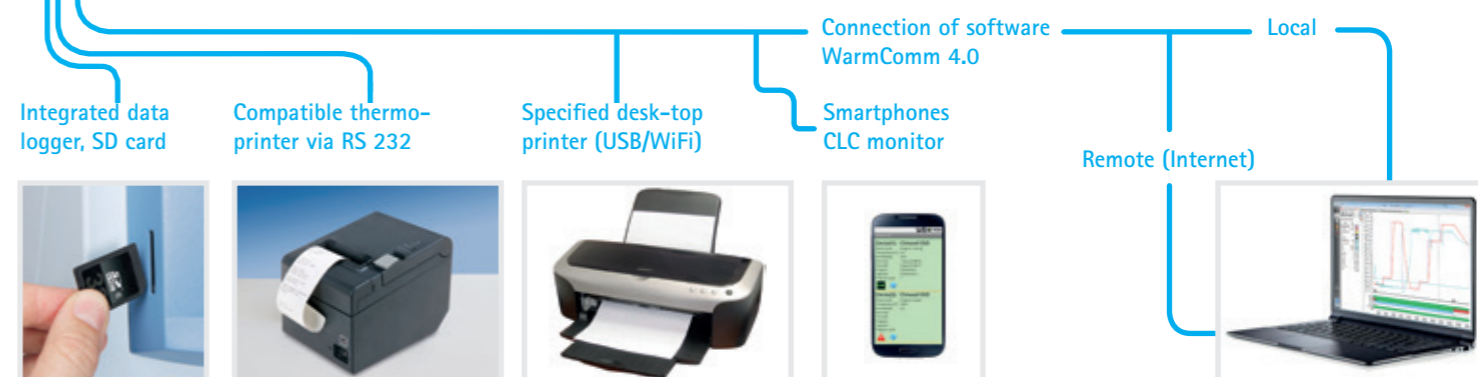 Connection of software
WarmComm 4.0
Local
Integrated data
logger, SD card
Compatible thermo-
printer via RS 232
Specified desk-top
printer (USB/WiFi)
Smartphones
CLC monitor
Remote (Internet)